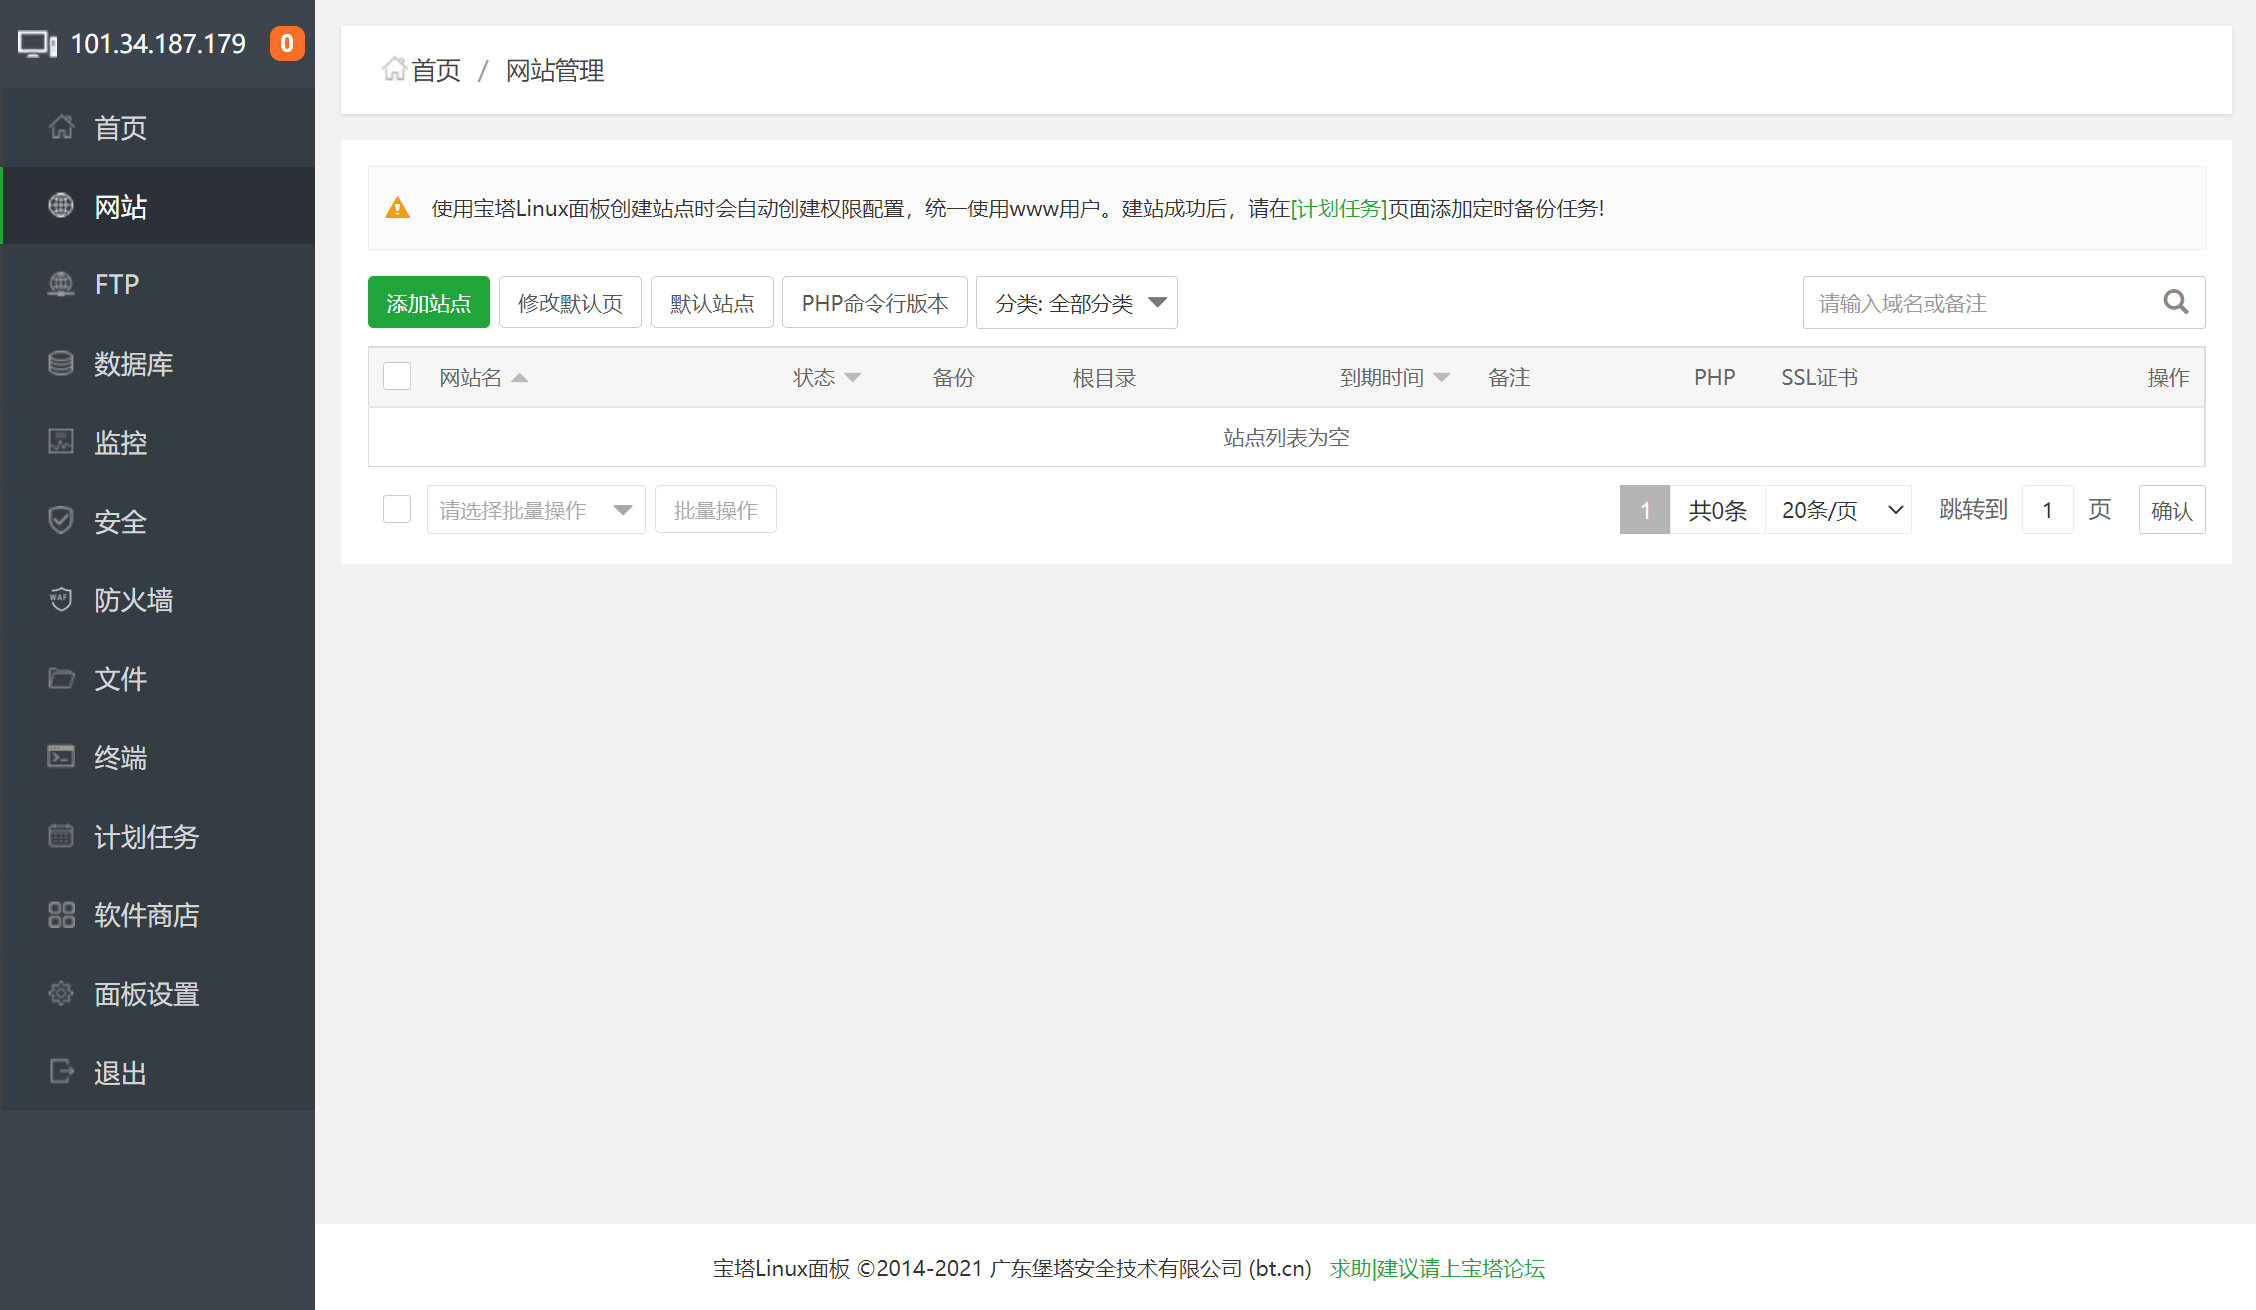 101.34.187.179 0
首页
网站
FTP
数据库
监控
安全
防火墙
文件
终端
计划任务
软件商店
面板设置
退出
首页 / 网站管理
使用宝塔Linux面板创建站点时会自动创建权限配置，统一使用www用户。建站成功后，请在[计划任务]页面添加定时备份任务!
添加站点 修改默认页 默认站点 PHP命令行版本 分类: 全部分类 请输入域名或备注
网站名 状态 备份 根目录 到期时间 备注 PHP SSL证书 操作
站点列表为空
请选择批量操作 批量操作 1 共0条 20条/页 跳转到 1 页 确认
宝塔Linux面板 ©2014-2021 广东堡塔安全技术有限公司 (bt.cn) 求助|建议请上宝塔论坛
WAF